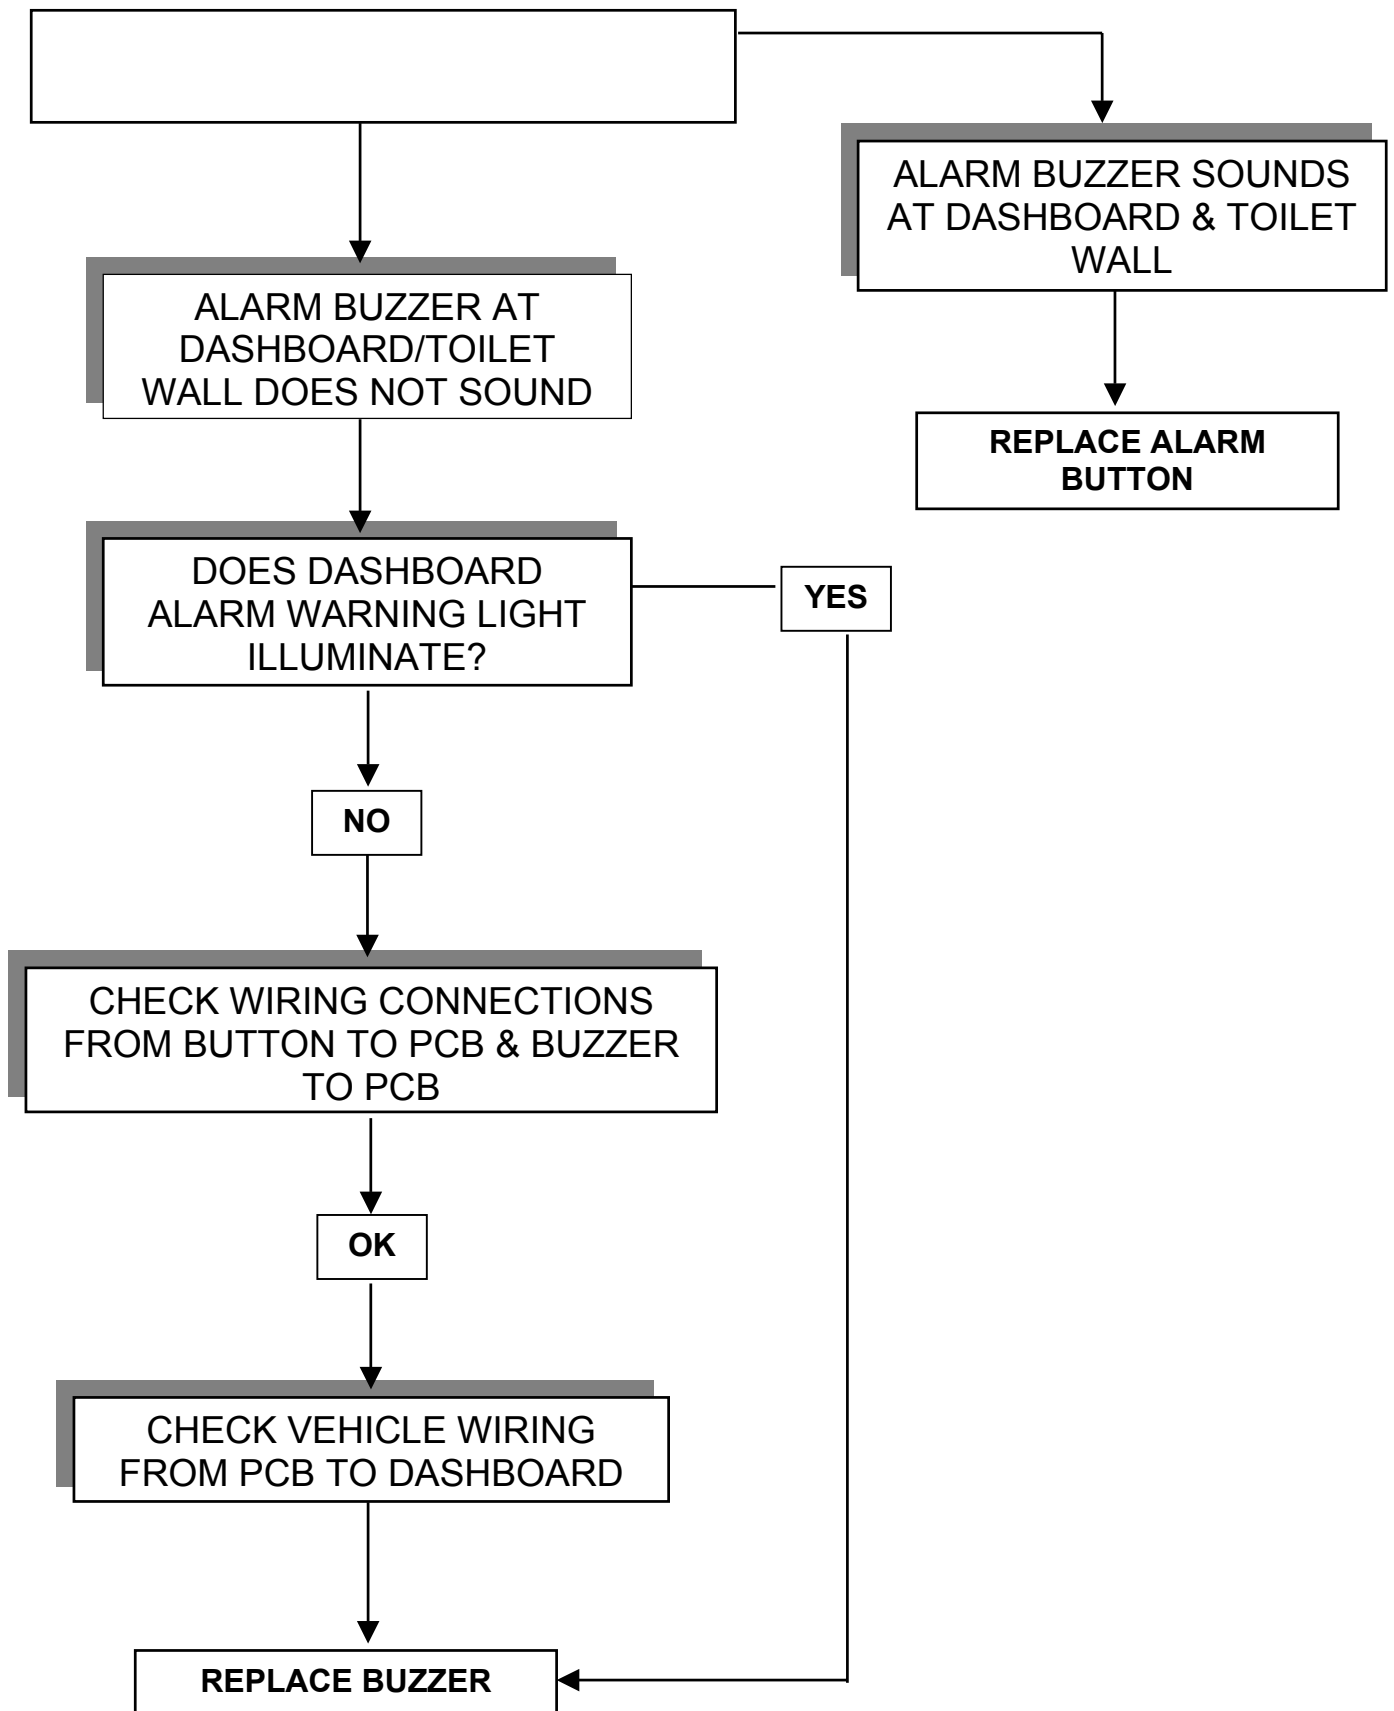 ALARM BUZZER SOUNDS
AT DASHBOARD & TOILET
WALL
ALARM BUZZER AT
DASHBOARD/TOILET
WALL DOES NOT SOUND
REPLACE ALARM
BUTTON
DOES DASHBOARD
ALARM WARNING LIGHT
ILLUMINATE?
YES
NO
CHECK WIRING CONNECTIONS
FROM BUTTON TO PCB & BUZZER
TO PCB
OK
CHECK VEHICLE WIRING
FROM PCB TO DASHBOARD
REPLACE BUZZER